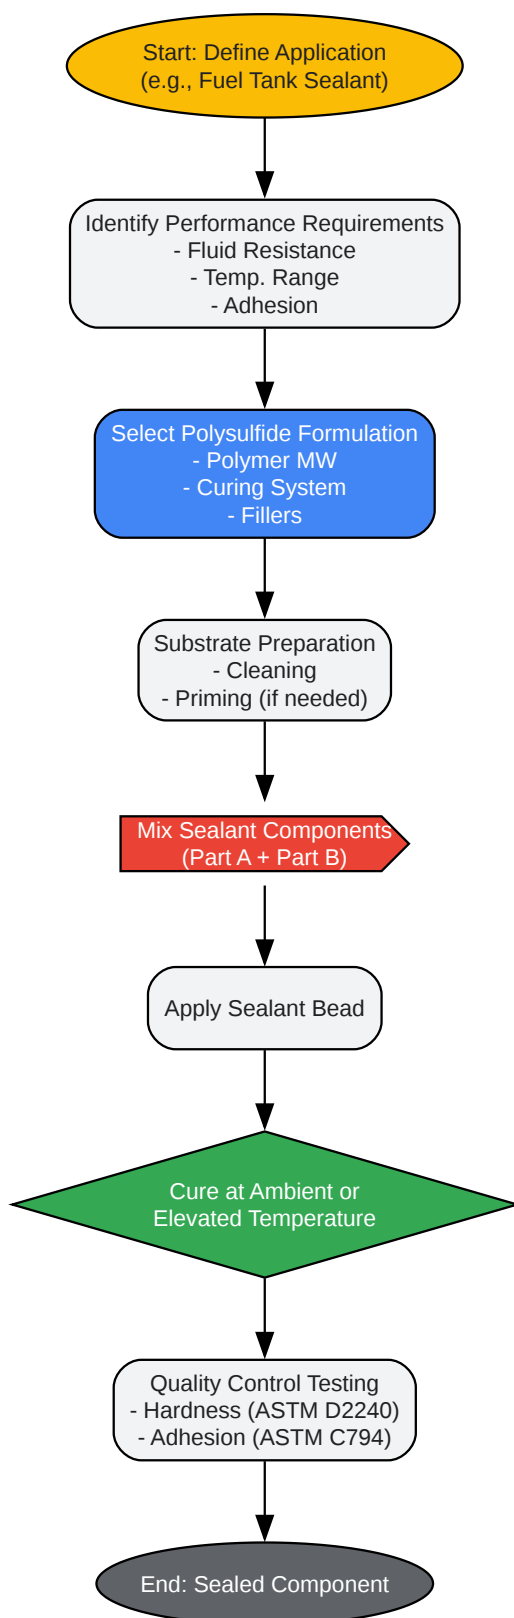 Start: Define Application
(e.g., Fuel Tank Sealant)
Identify Performance Requirements
- Fluid Resistance
- Temp. Range
- Adhesion
Select Polysulfide Formulation
- Polymer MW
- Curing System
- Fillers
Substrate Preparation
- Cleaning
- Priming (if needed)
Mix Sealant Components
(Part A + Part B)
Apply Sealant Bead
Cure at Ambient or
Elevated Temperature
Quality Control Testing
- Hardness (ASTM D2240)
- Adhesion (ASTM C794)
End: Sealed Component